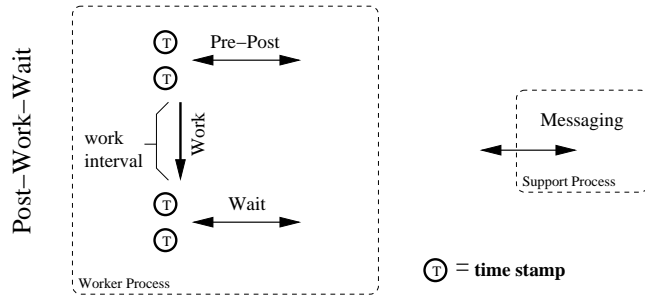 Post–Work–Wait
T
Pre–Post
T
work
interval
Work
T
Wait
T
Worker Process
Messaging
Support Process
T = time stamp